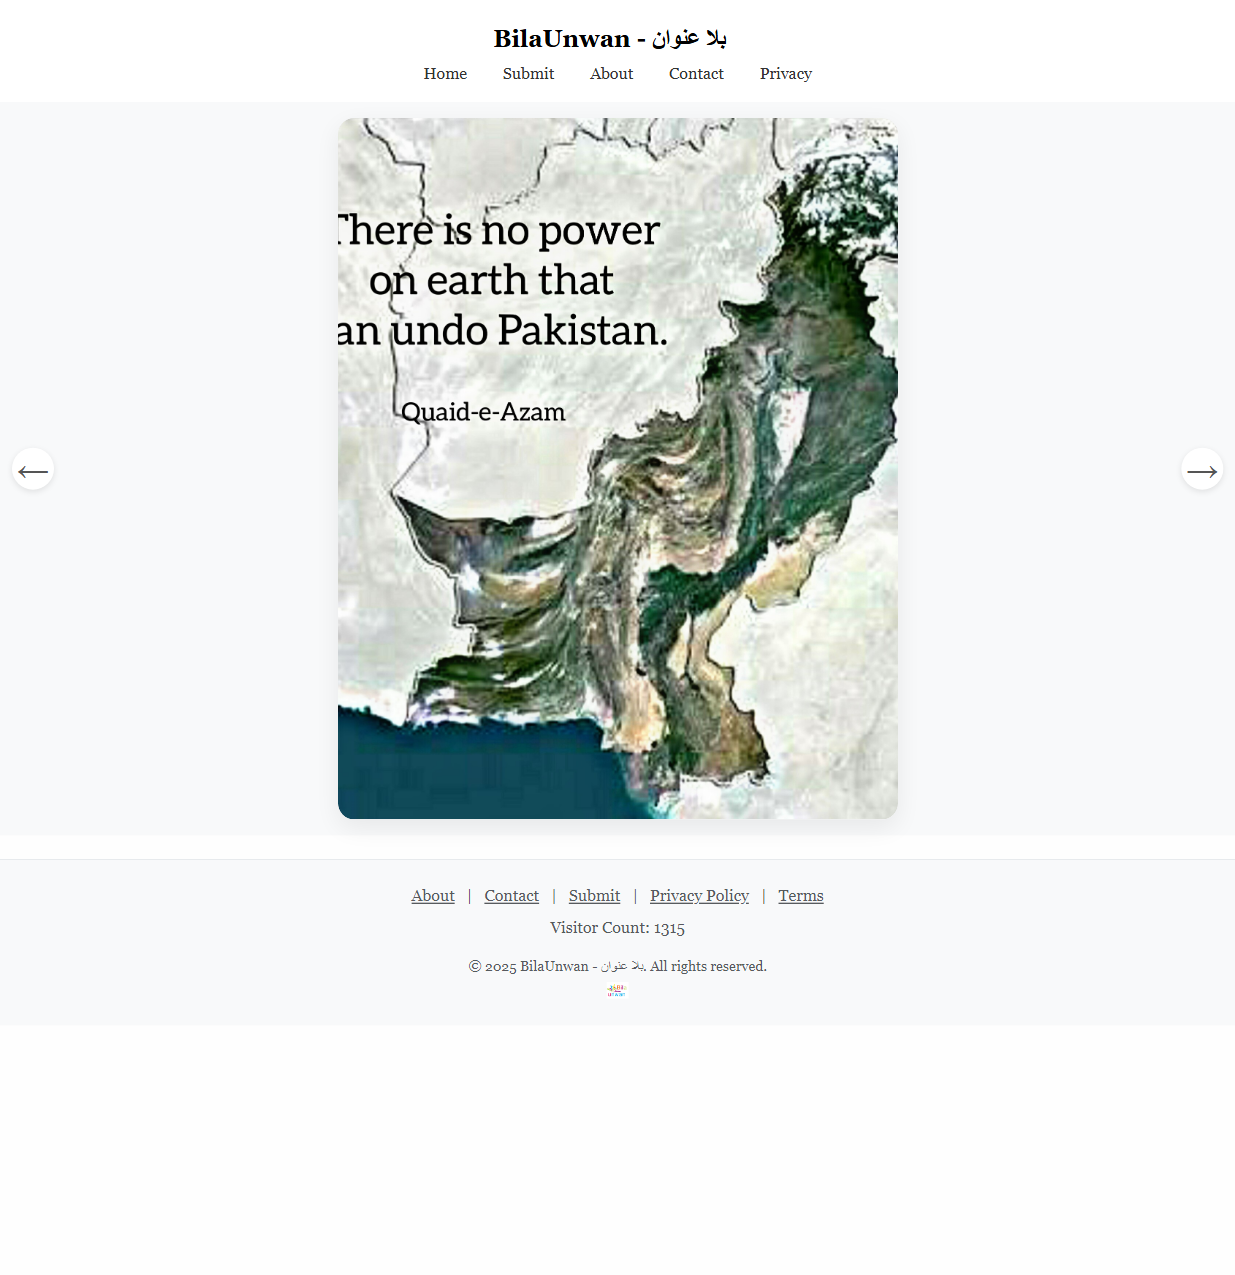 BilaUnwan - بلا عنوان
Home Submit About Contact Privacy
There is no power
on earth that
an undo Pakistan.
Quaid-e-Azam
←
→
About | Contact | Submit | Privacy Policy | Terms
Visitor Count: 1315
© 2025 BilaUnwan - بلا عنوان. All rights reserved.